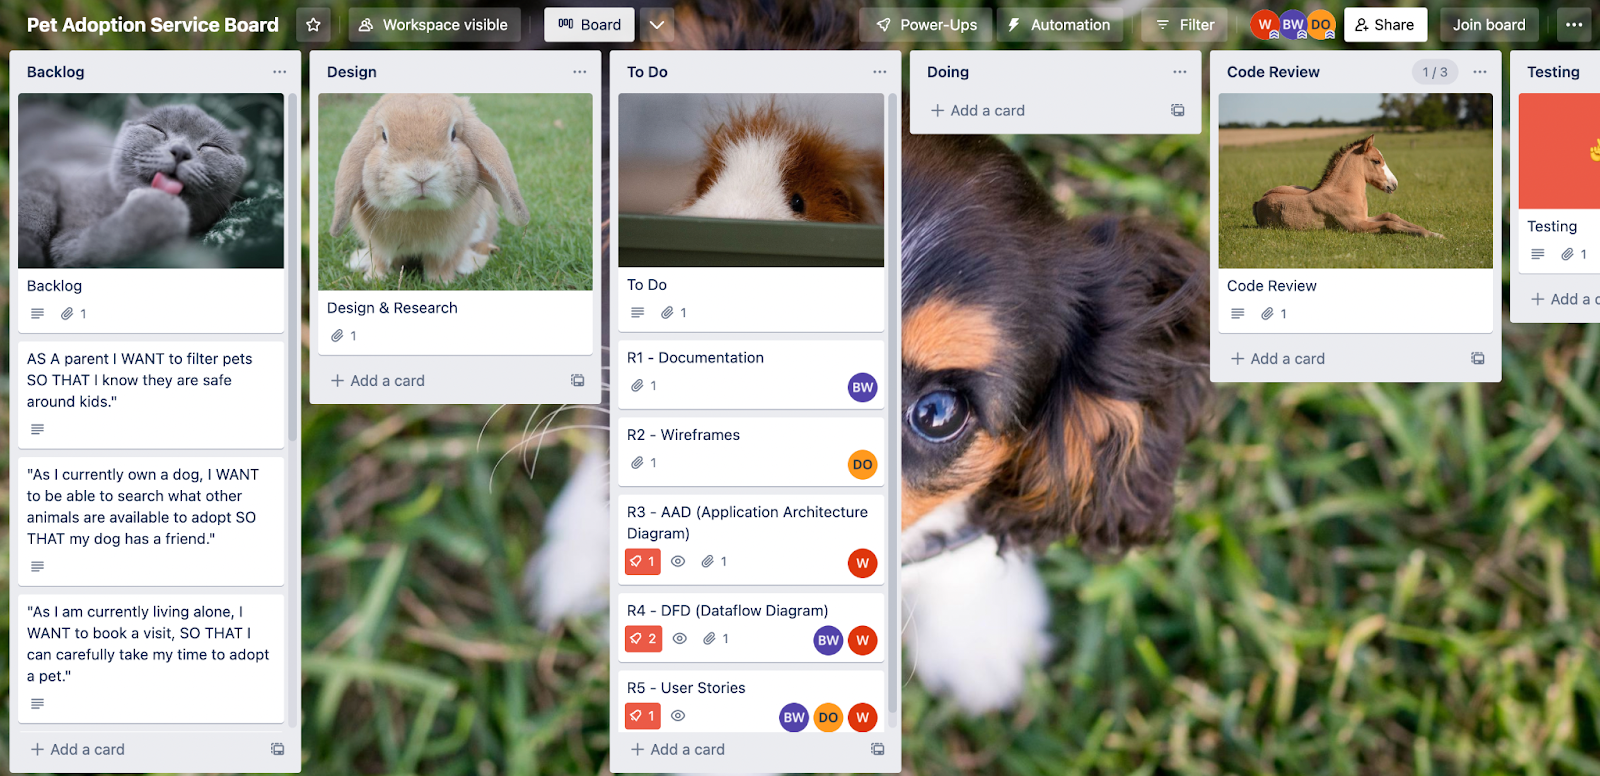 Pet Adoption Service Board
Workspace visible
Board
Power-Ups
Automation
Filter
W
BW
DO
Share
Join board
Backlog
Backlog
1
AS A parent I WANT to filter pets
SO THAT I know they are safe
around kids."
"As I currently own a dog, I WANT
to be able to search what other
animals are available to adopt SO
THAT my dog has a friend."
"As I am currently living alone, I
WANT to book a visit, SO THAT I
can carefully take my time to adopt
a pet."
+ Add a card
Design
Design & Research
1
+ Add a card
To Do
To Do
1
R1 - Documentation
1
BW
R2 - Wireframes
1
DO
R3 - AAD (Application Architecture
Diagram)
1
1
W
R4 - DFD (Dataflow Diagram)
2
1
BW
W
R5 - User Stories
1
BW
DO
W
+ Add a card
Doing
+ Add a card
Code Review
1 / 3
Code Review
1
+ Add a card
Testing
Testing
1
+ Add a